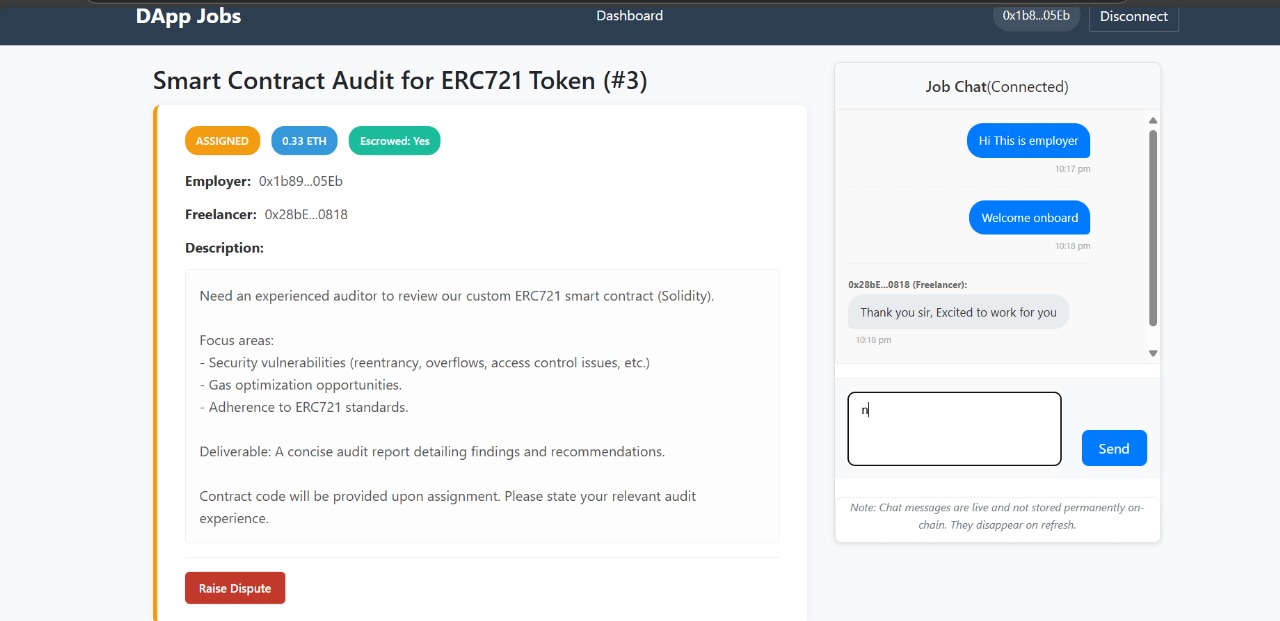 DApp Jobs
Dashboard
0x1b8...05Eb
Disconnect
Smart Contract Audit for ERC721 Token (#3)
ASSIGNED
0.33 ETH
Escrowed: Yes
Employer: 0x1b89...05Eb
Freelancer: 0x28bE...0818
Description:
Need an experienced auditor to review our custom ERC721 smart contract (Solidity).
Focus areas:
- Security vulnerabilities (reentrancy, overflows, access control issues, etc.)
- Gas optimization opportunities.
- Adherence to ERC721 standards.
Deliverable: A concise audit report detailing findings and recommendations.
Contract code will be provided upon assignment. Please state your relevant audit
experience.
Raise Dispute
Job Chat(Connected)
Hi This is employer
10:17 pm
Welcome onboard
10:18 pm
0x28bE...0818 (Freelancer):
Thank you sir, Excited to work for you
10:18 pm
n
Send
Note: Chat messages are live and not stored permanently on-
chain. They disappear on refresh.